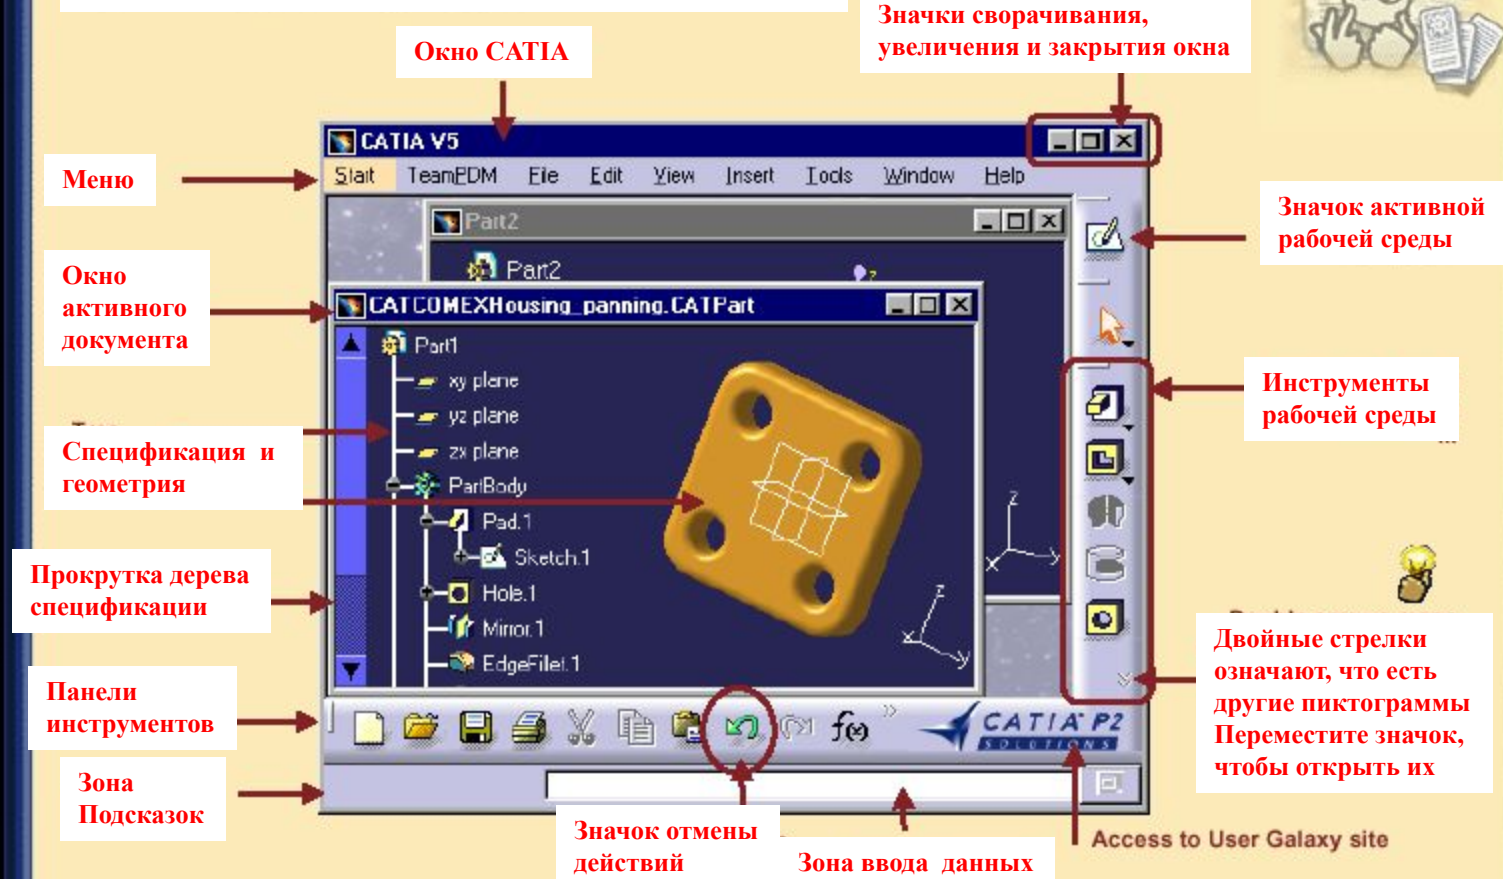 Значки сворачивания,
увеличения и закрытия окна
Окно CATIA
CATIA V5
Меню
Start TeamPDM File Edit View Insert Tools Window Help
Значок активной
рабочей среды
Part2
Part2
z
Окно
активного
документа
CATCOMEXHousing_panning.CATPart
Part1
xy plane
yz plane
zx plane
PartBody
Pad.1
Sketch.1
Hole.1
Mirror.1
EdgeFillet.1
z
x
y
z
x
y
Инструменты
рабочей среды
Спецификация и
геометрия
Прокрутка дерева
спецификации
Двойные стрелки
означают, что есть
другие пиктограммы
Переместите значок,
чтобы открыть их
Панели
инструментов
f(x)
CATIA P2
SOLUTIONS
Зона
Подсказок
Значок отмены
действий
Зона ввода данных
Access to User Galaxy site